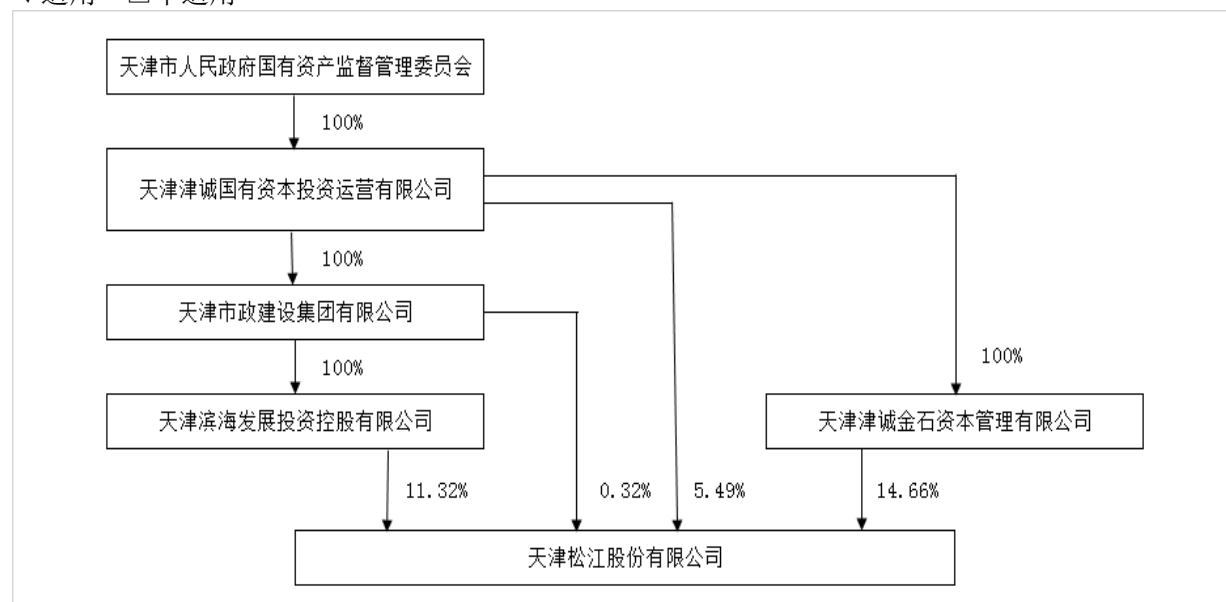 天津市人民政府国有资产监督管理委员会
100%
天津津诚国有资本投资运营有限公司
100%
天津市政建设集团有限公司
100%
100%
天津滨海发展投资控股有限公司
天津津诚金石资本管理有限公司
11.32%
0.32%
5.49%
14.66%
天津松江股份有限公司